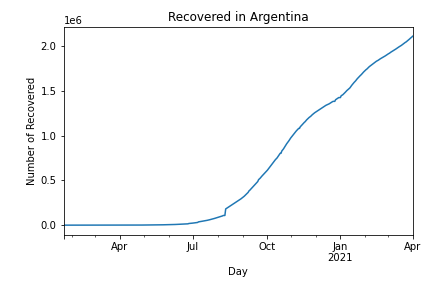 Recovered in Argentina
1e6
2.0
1.5
1.0
0.5
0.0
Number of Recovered
Apr Jul Oct Jan Apr
2021
Day